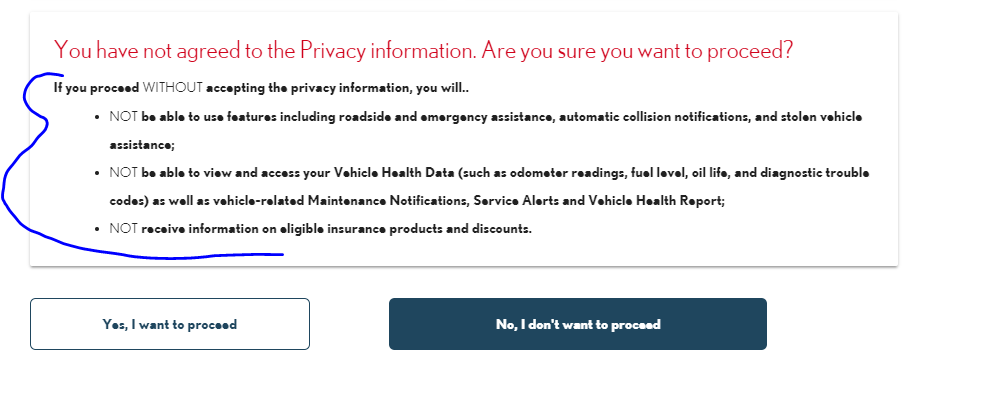 You have not agreed to the Privacy information. Are you sure you want to proceed?
If you proceed WITHOUT accepting the privacy information, you will..
• NOT be able to use features including roadside and emergency assistance, automatic collision notifications, and stolen vehicle
assistance;
• NOT be able to view and access your Vehicle Health Data (such as odometer readings, fuel level, oil life, and diagnostic trouble
codes) as well as vehicle-related Maintenance Notifications, Service Alerts and Vehicle Health Report;
• NOT receive information on eligible insurance products and discounts.
Yes, I want to proceed
No, I don't want to proceed